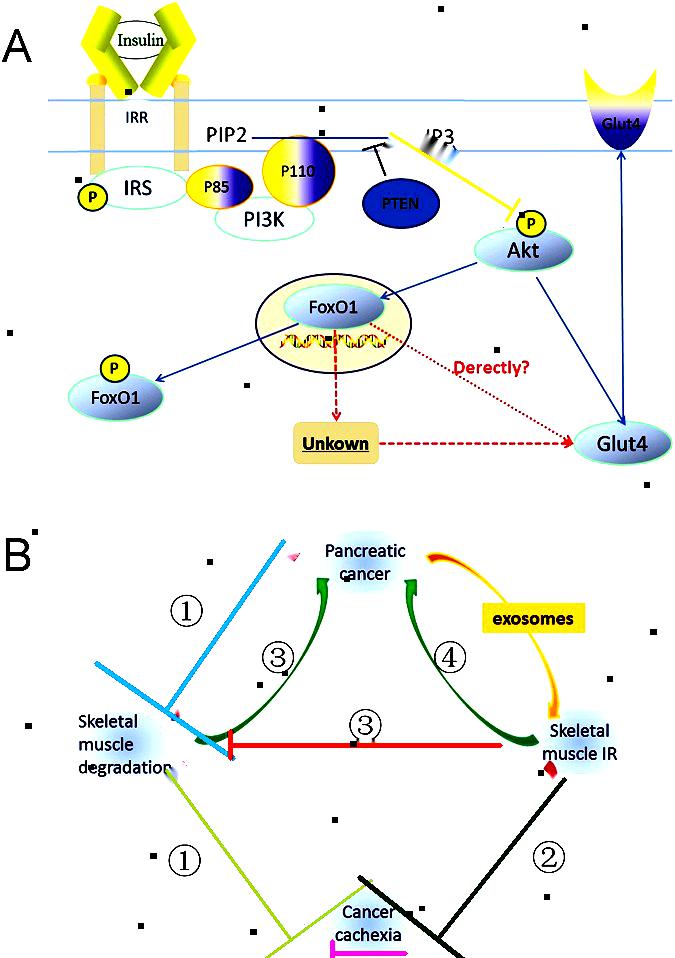 A
Insulin
IRR
Glut4
PIP2
P110
IRS
P85
P
PI3K
PTEN
P
Akt
FoxO1
P
FoxO1
Derectly?
Unkown
Glut4
B
Pancreatic
cancer
①
exosomes
③
④
③
Skeletal
muscle
degradation
Skeletal
muscle IR
①
②
Cancer
cachexia